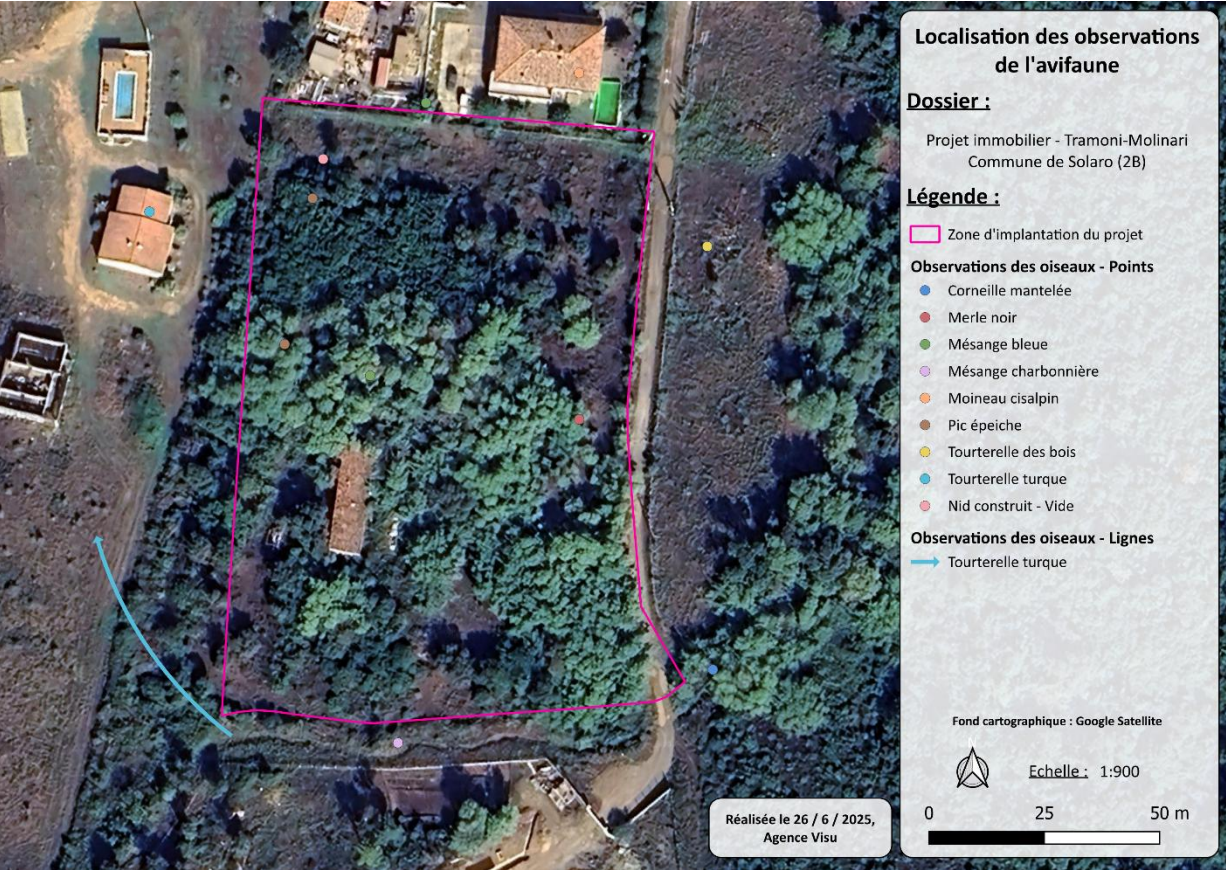 Localisation des observations
de l'avifaune
Dossier :
Projet immobilier - Tramoni-Molinari
Commune de Solaro (2B)
Légende :
Zone d'implantation du projet
Observations des oiseaux - Points
Corneille mantelée
Merle noir
Mésange bleue
Mésange charbonnière
Moineau cisalpin
Pic épeiche
Tourterelle des bois
Tourterelle turque
Nid construit - Vide
Observations des oiseaux - Lignes
Tourterelle turque
Fond cartographique : Google Satellite
N
Echelle : 1:900
0 25 50 m
Réalisée le 26 / 6 / 2025,
Agence Visu